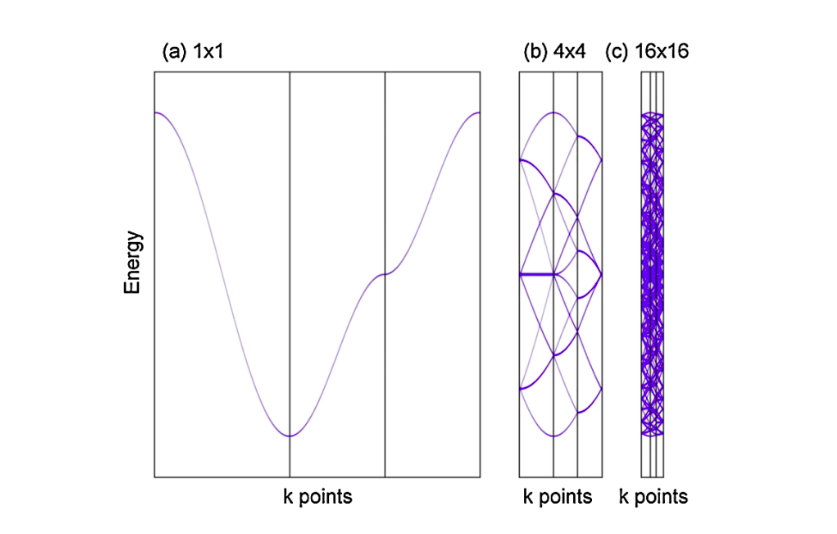 (a) 1x1
(b) 4x4
(c) 16x16
Energy
k points
k points
k points